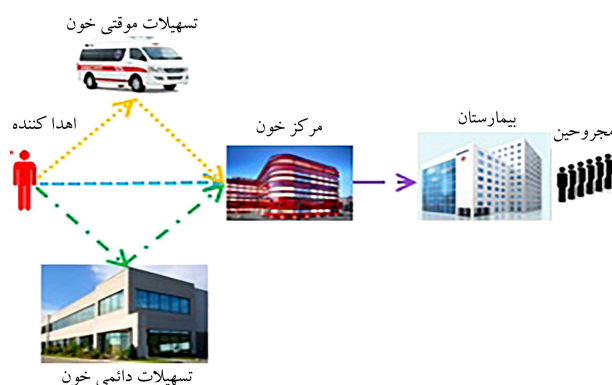 تسهیلات موقتی خون
اهدا کننده
مرکز خون
بیمارستان
مجروحین
تسهیلات دائمی خون